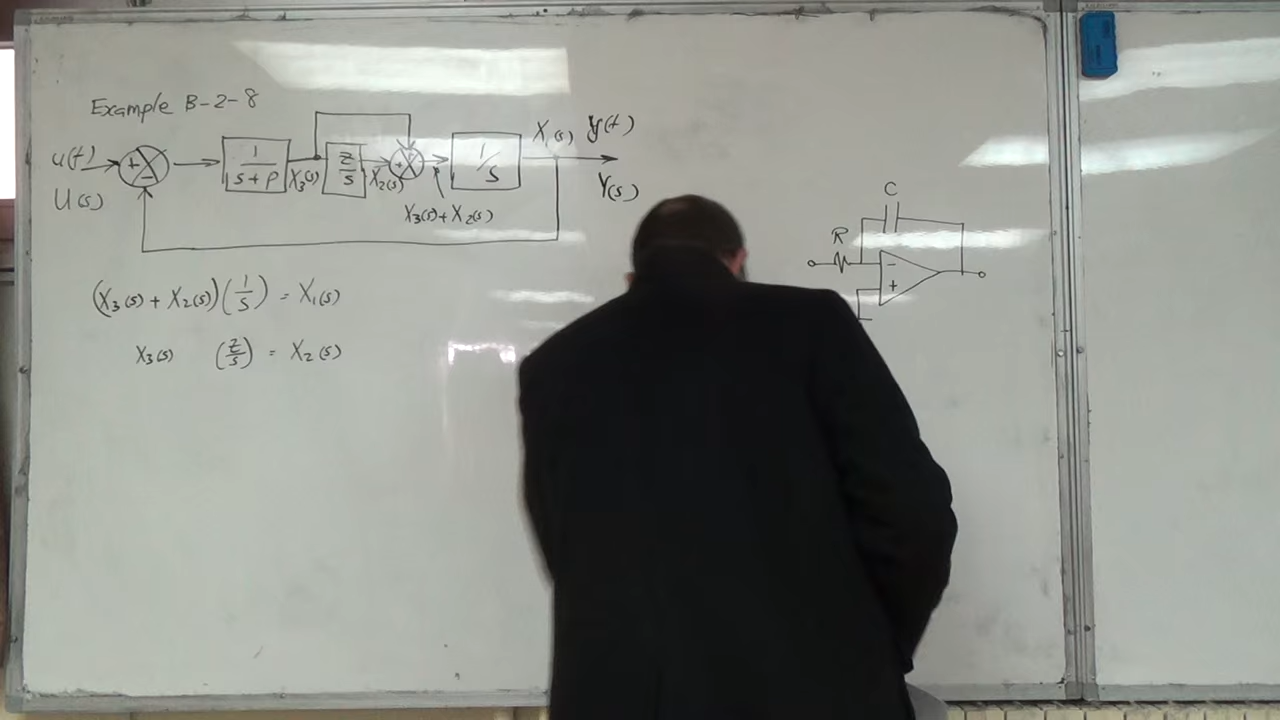 Example B-2-8
u(t)
U(s)
+
-
1/(s+p)
X3(s)
z/s
X2(s)
+
1/s
X1(s) y(t)
Y(s)
X3(s)+X2(s)
(X3(s) + X2(s))(1/s) = X1(s)
X3(s) (z/s) = X2(s)
C
R
-
+